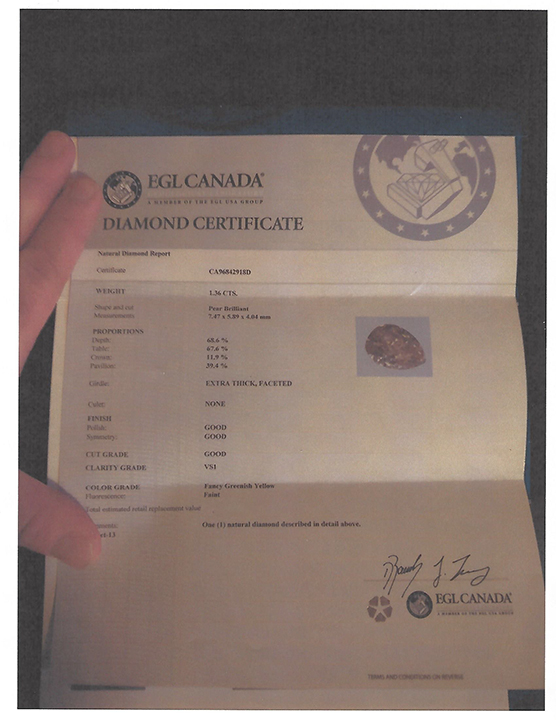 EGL CANADA®
A MEMBER OF THE EGL USA GROUP
DIAMOND CERTIFICATE
Natural Diamond Report
Certificate CA96842918D
WEIGHT 1.36 CTS.
Shape and cut Pear Brilliant
Measurements 7.47 x 5.89 x 4.04 mm
PROPORTIONS
Depth: 68.6 %
Table: 67.6 %
Crown: 11.9 %
Pavilion: 39.4 %
Girdle: EXTRA THICK, FACETED
Culet: NONE
FINISH
Polish: GOOD
Symmetry: GOOD
CUT GRADE GOOD
CLARITY GRADE VS1
COLOR GRADE Fancy Greenish Yellow
Fluorescence: Faint
Total estimated retail replacement value
One (1) natural diamond described in detail above.
-13
EGL CANADA®
A MEMBER OF THE EGL USA GROUP
TERMS AND CONDITIONS ON REVERSE